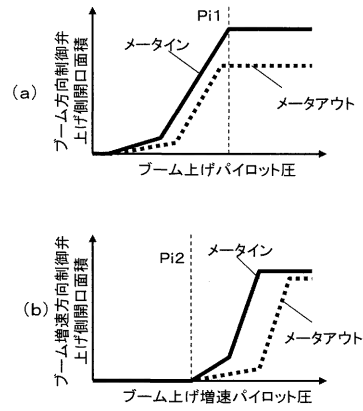 Pi1
メータイン
(a)
ブーム方向制御弁
上げ側開口面積
メータアウト
ブーム上げパイロット圧
Pi2
メータイン
(b)
ブーム増速方向制御弁
上げ側開口面積
メータアウト
ブーム上げ増速パイロット圧